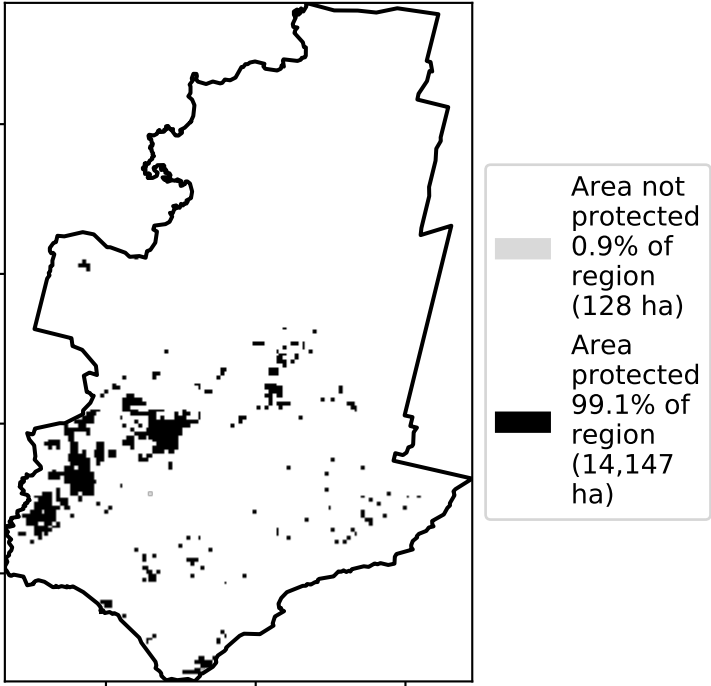 Area not
protected
0.9% of
region
(128 ha)
Area
protected
99.1% of
region
(14,147
ha)